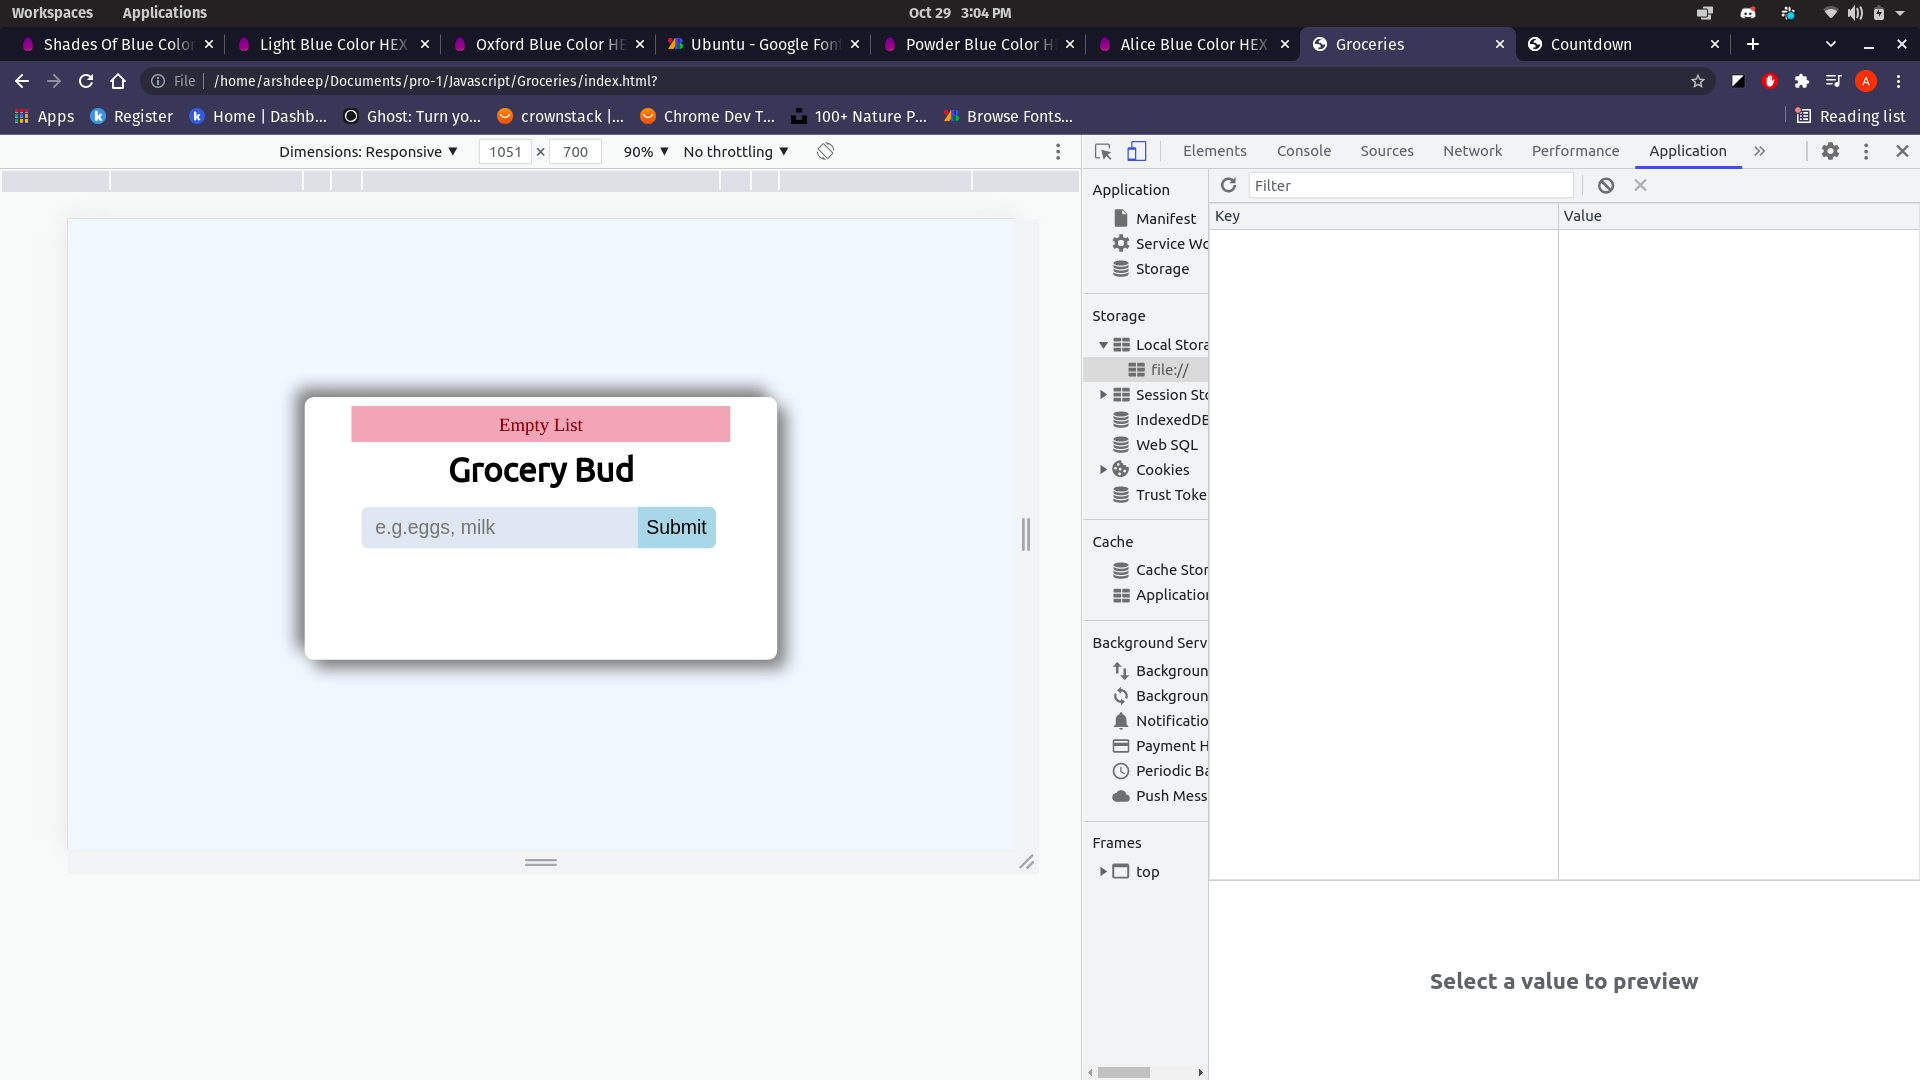 Workspaces Applications Oct 29 3:04 PM
Shades Of Blue Color Light Blue Color HEX Oxford Blue Color HE Ubuntu - Google Fon Powder Blue Color H Alice Blue Color HEX Groceries Countdown
File /home/arshdeep/Documents/pro-1/Javascript/Groceries/index.html? A
Apps Register Home | Dashb... Ghost: Turn yo... crownstack |... Chrome Dev T... 100+ Nature P... Browse Fonts... Reading list
Dimensions: Responsive 1051 × 700 90% No throttling
Elements Console Sources Network Performance Application »
Empty List
Grocery Bud
e.g.eggs, milk Submit
Application
Manifest
Service Wo
Storage
Storage
Local Stora
file://
Session Sto
IndexedDB
Web SQL
Cookies
Trust Toke
Cache
Cache Stor
Application
Background Serv
Backgroun
Backgroun
Notificatio
Payment H
Periodic Ba
Push Mess
Frames
top
Filter
Key Value
Select a value to preview